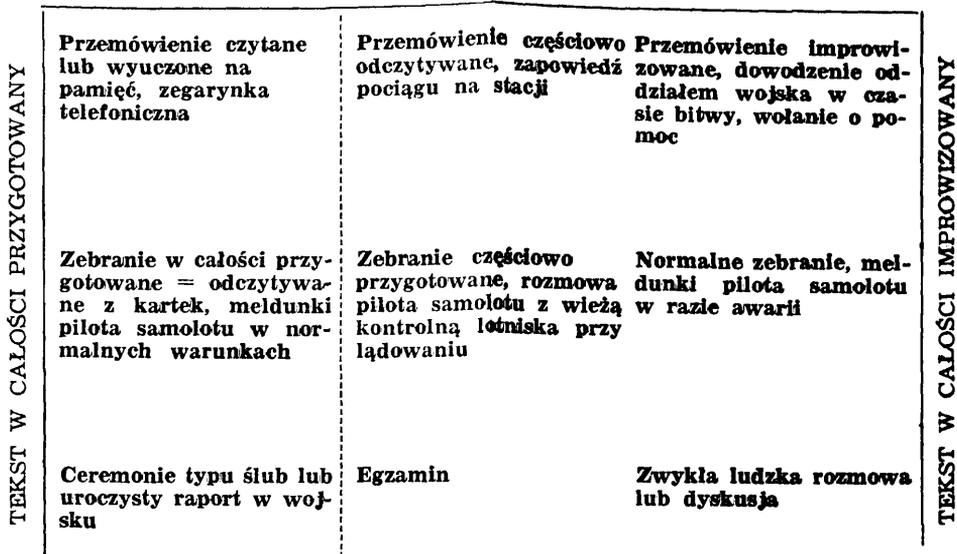 TEKST W CAŁOŚCI PRZYGOTOWANY
Przemówienie czytane
lub wyuczone na
pamięć, zegarynka
telefoniczna
Przemówienie częściowo
odczytywane, zapowiedź
pociągu na stacji
Przemówienie improwi-
zowane, dowodzenie od-
działem wojska w cza-
sie bitwy, wołanie o po-
moc
Zebranie w całości przy-
gotowane = odczytywa-
ne z kartek, meldunki
pilota samolotu w nor-
malnych warunkach
Zebranie częściowo
przygotowane, rozmowa
pilota samolotu z wieżą
kontrolną lotniska przy
lądowaniu
Normalne zebranie, mel-
dunki pilota samolotu
w razie awarii
Ceremonie typu ślub lub
uroczysty raport w woj-
sku
Egzamin
Zwykła ludzka rozmowa
lub dyskusja
TEKST W CAŁOŚCI IMPROWIZOWANY